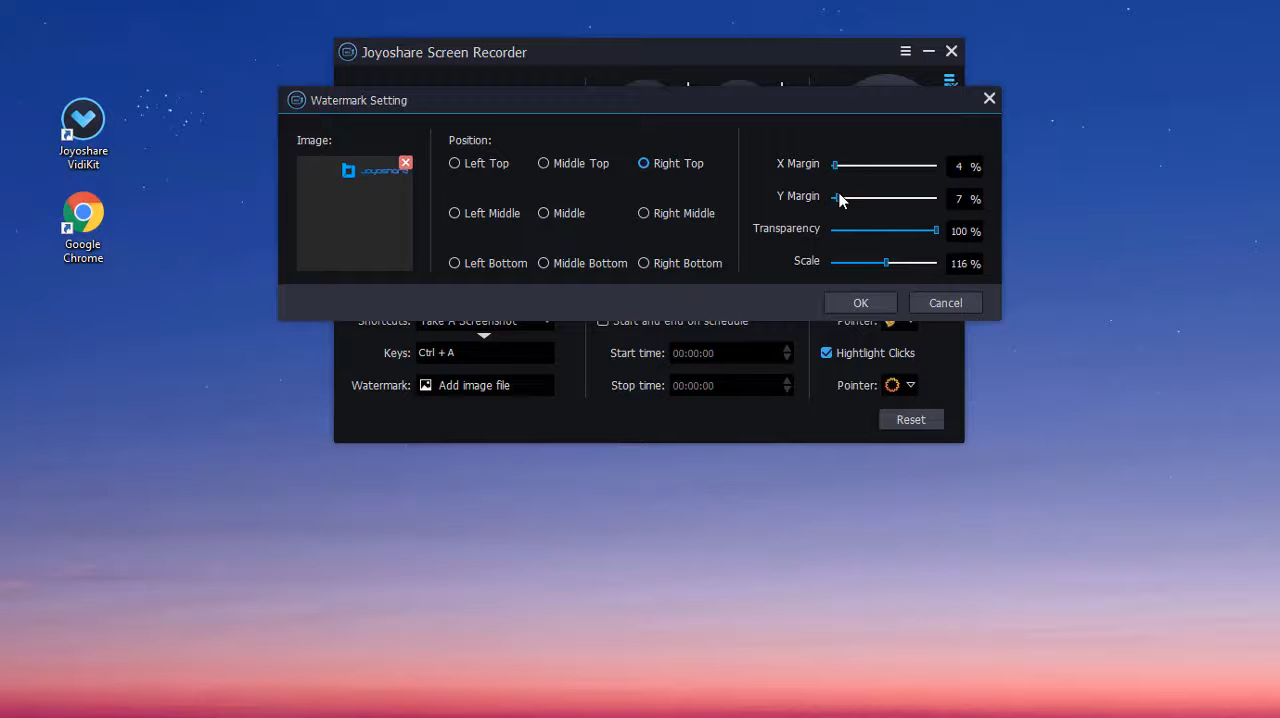 Joyoshare Screen Recorder
Watermark Setting
Joyoshare
VidiKit
Google
Chrome
Image:
Joyoshare
Position:
Left Top
Middle Top
Right Top
Left Middle
Middle
Right Middle
Left Bottom
Middle Bottom
Right Bottom
X Margin
4 %
Y Margin
7 %
Transparency
100 %
Scale
116 %
OK
Cancel
Shortcuts: Take A Screenshot
Start and end on schedule
Pointer:
Keys: Ctrl + A
Start time: 00:00:00
Hightlight Clicks
Watermark: Add image file
Stop time: 00:00:00
Pointer:
Reset